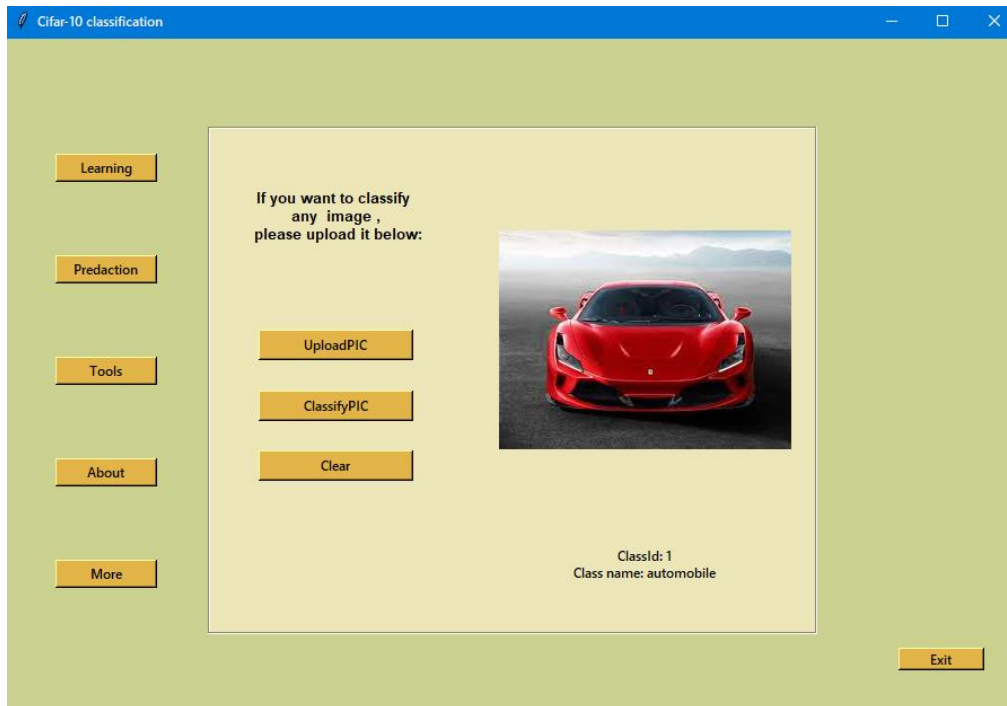 Cifar-10 classification
Learning
Predaction
Tools
About
More
If you want to classify
any  image ,
please upload it below:
UploadPIC
ClassifyPIC
Clear
ClassId: 1
Class name: automobile
Exit